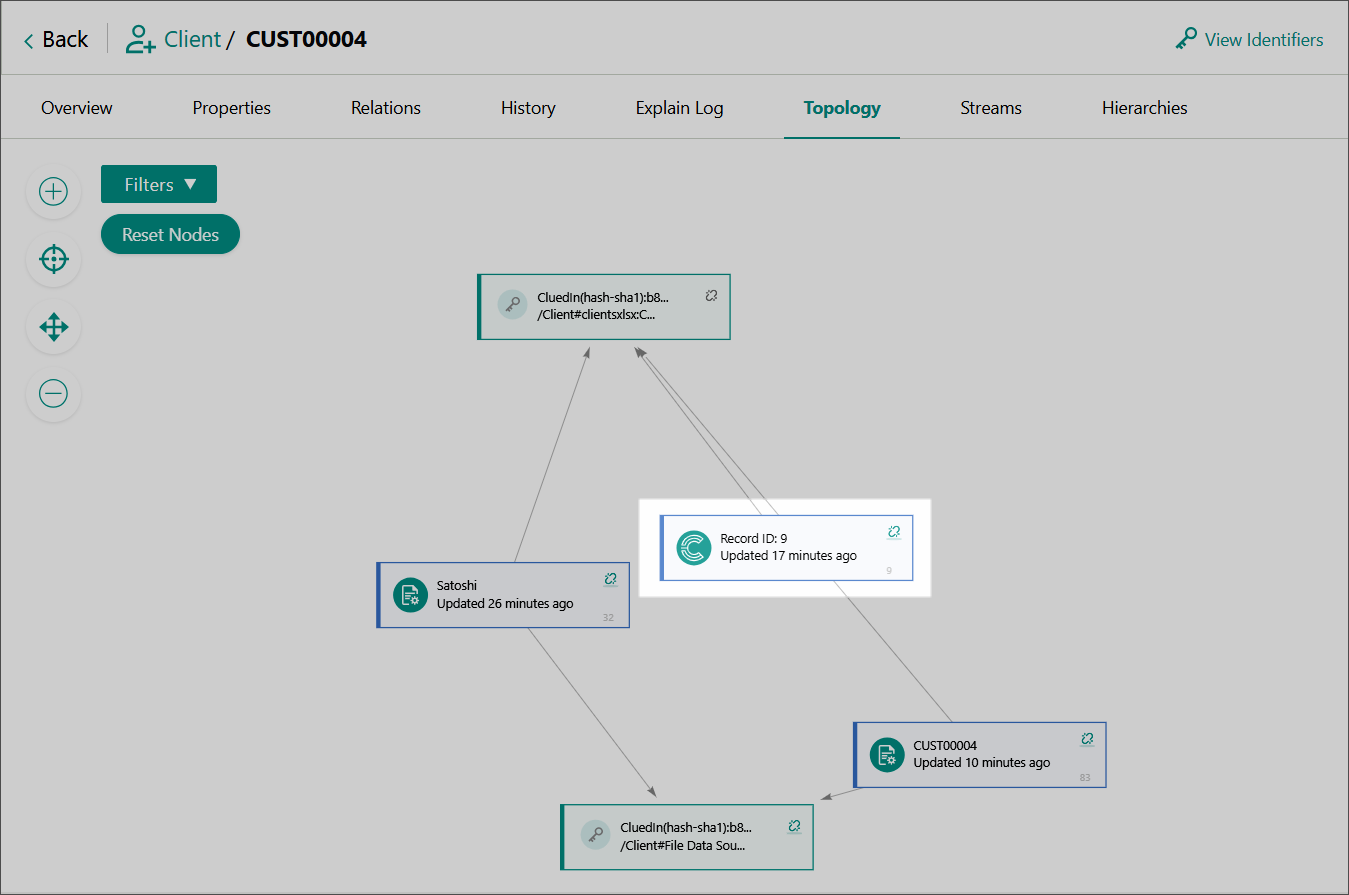 Back
Client / CUST00004
View Identifiers
Overview
Properties
Relations
History
Explain Log
Topology
Streams
Hierarchies
Filters ▼
Reset Nodes
CluedIn(hash-sha1):b8...
/Client#clientsxlsx:C...
Record ID: 9
Updated 17 minutes ago
9
Satoshi
Updated 26 minutes ago
32
CUST00004
Updated 10 minutes ago
83
CluedIn(hash-sha1):b8...
/Client#File Data Sou...